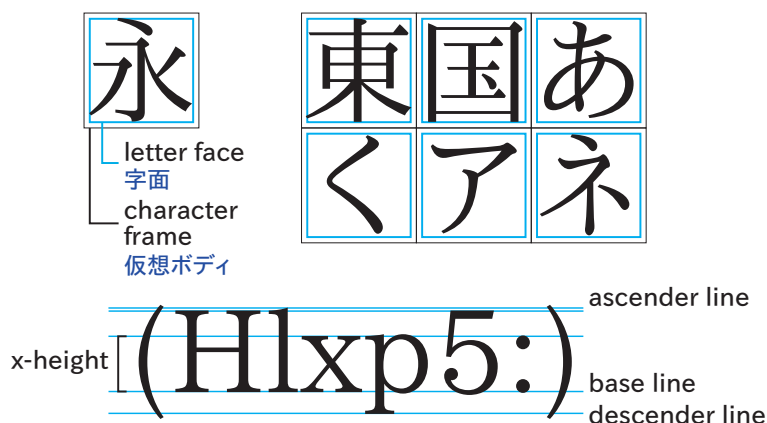 永
東国あ
くアネ
letter face
字面
character
frame
仮想ボディ
ascender line
x-height
(Hlxp5:)
base line
descender line